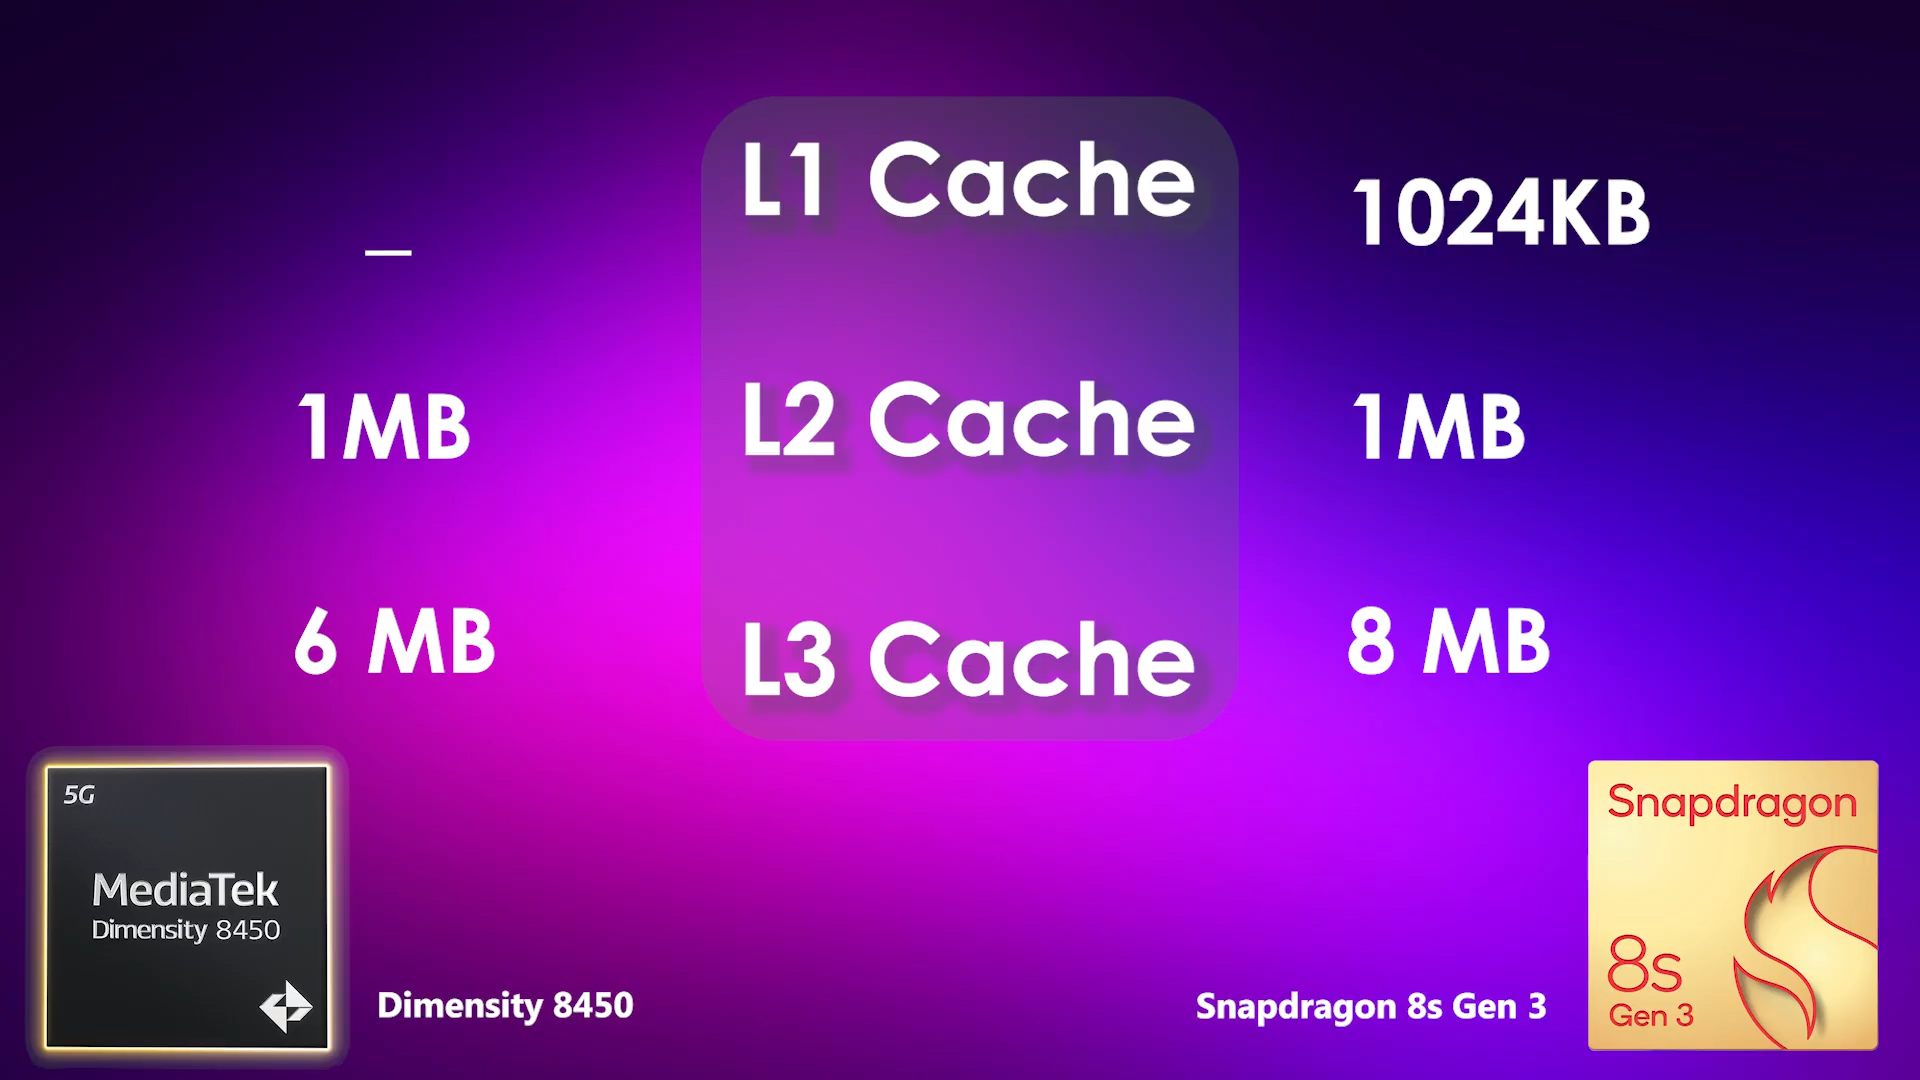 L1 Cache
_ 1024KB
1MB L2 Cache 1MB
6 MB L3 Cache 8 MB
5G
MediaTek
Dimensity 8450
Dimensity 8450
Snapdragon 8s Gen 3
Snapdragon
8s
Gen 3